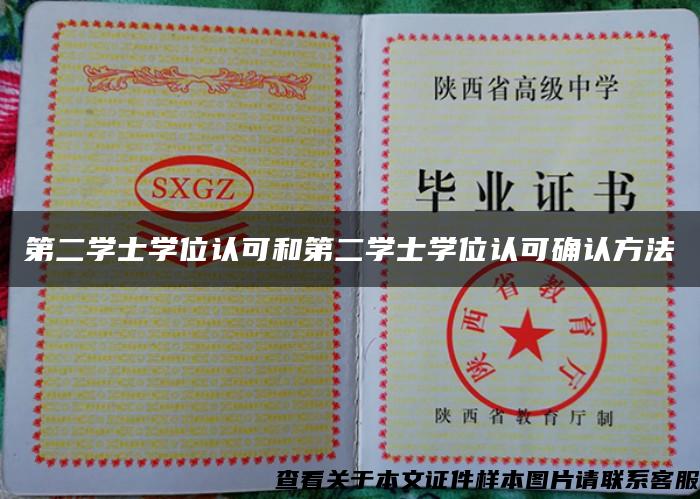 陕西省高级中学
SXGZ
毕业证书
第二学士学位认可和第二学士学位认可确认方法
陕西省教育厅
陕西省教育厅制
查看关于本文证件样本图片请联系客服